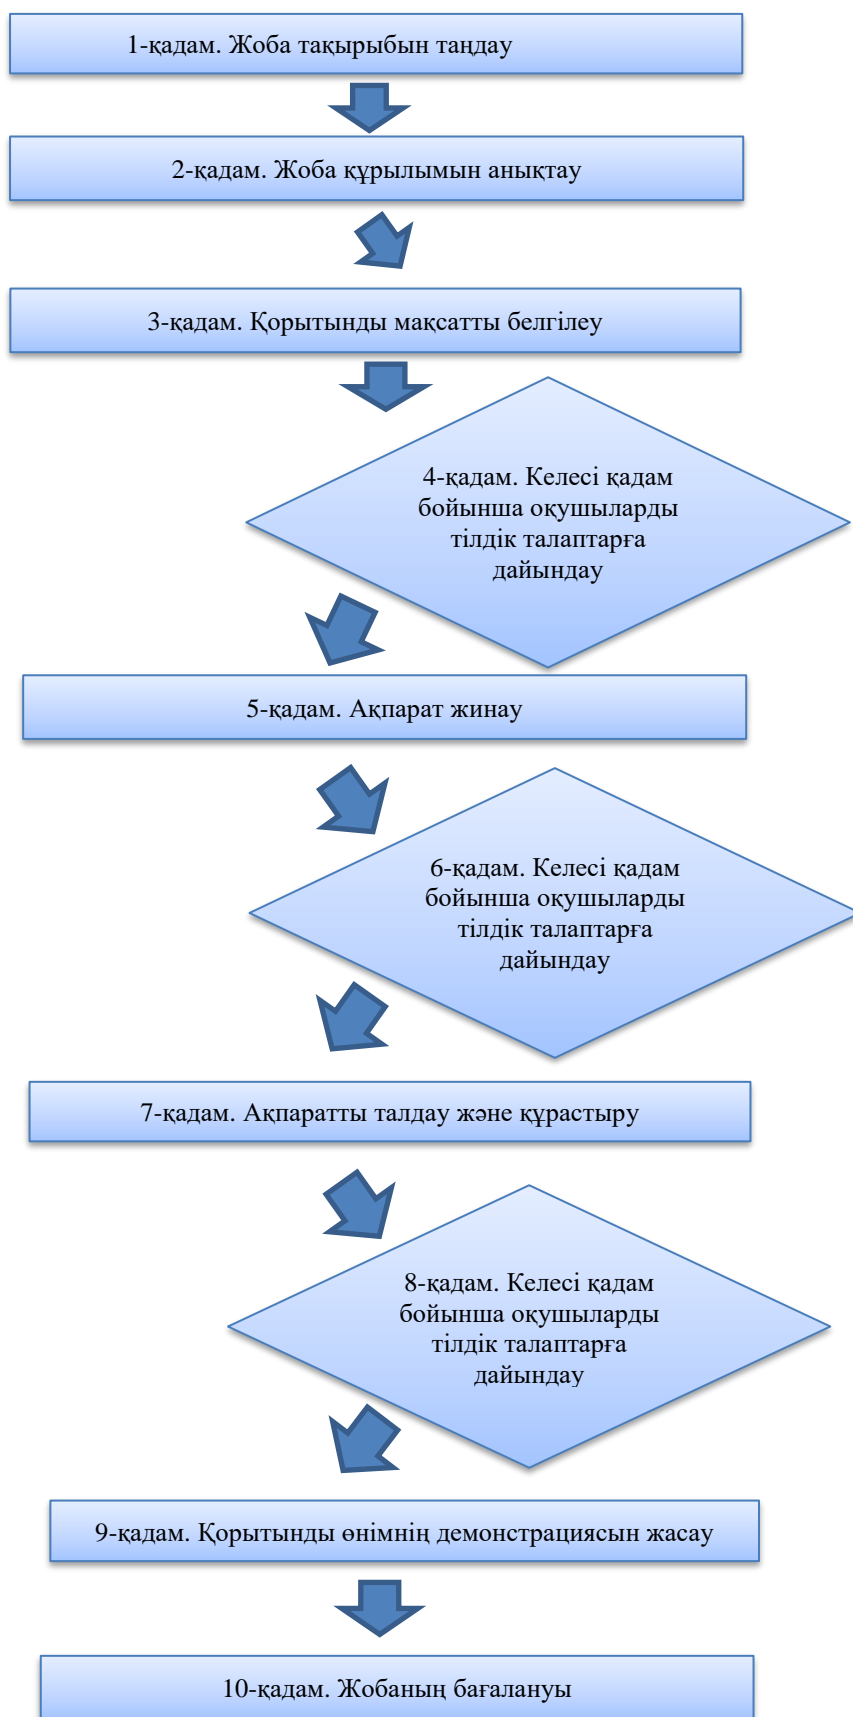 1-қадам. Жоба тақырыбын таңдау
2-қадам. Жоба құрылымын анықтау
3-қадам. Қорытынды мақсатты белгілеу
4-қадам. Келесі қадам
бойынша оқушыларды
тілдік талаптарға
дайындау
5-қадам. Ақпарат жинау
6-қадам. Келесі қадам
бойынша оқушыларды
тілдік талаптарға
дайындау
7-қадам. Ақпаратты талдау және құрастыру
8-қадам. Келесі қадам
бойынша оқушыларды
тілдік талаптарға
дайындау
9-қадам. Қорытынды өнімнің демонстрациясын жасау
10-қадам. Жобаның бағалануы